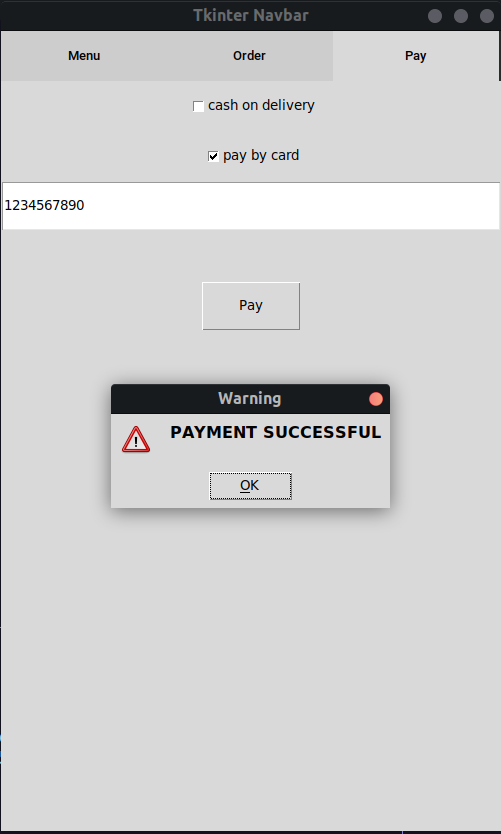 Tkinter Navbar
Menu Order Pay
cash on delivery
pay by card
1234567890
Pay
Warning
PAYMENT SUCCESSFUL
OK